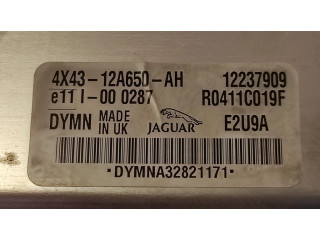 4X43-12A650-AH 12237909
e11 I-00 0287 R0411C019F
DYMN MADE IN UK JAGUAR E2U9A
·DYMNA32821171·